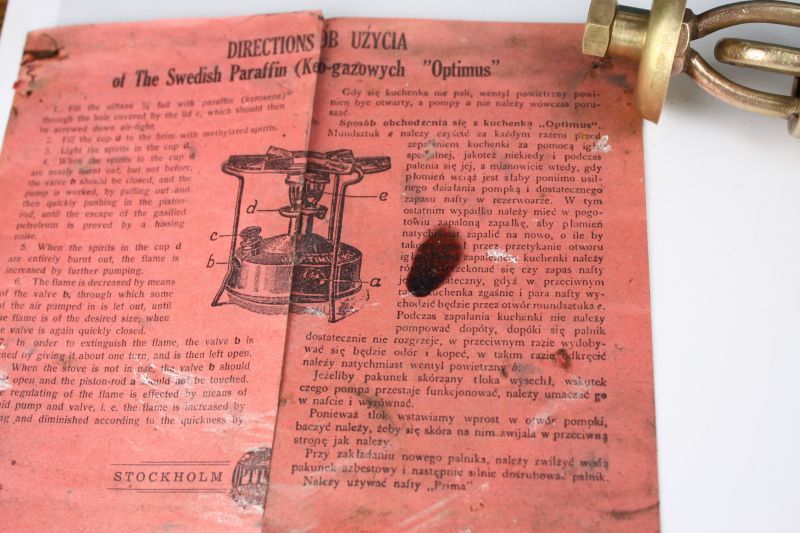 DIRECTIONS
of The Swedish Paraffin (Ke
1. Fill the oiltank ¾ full with paraffin (kerosene)
through the hole covered by the lid c, which should then
be screwed down air-tight.
2. Fill the cup d to the brim with methylated spirits.
3. Light the spirits in the cup d.
4. When the spirits in the cup d
are nearly burnt out, but not before,
the valve b should be closed, and the
pump is worked, by pulling out and
then quickly pushing in the piston-
rod, until the escape of the gasified
petroleum is proved by a hissing
noise.
5. When the spirits in the cup d
are entirely burnt out, the flame is
increased by further pumping.
6. The flame is decreased by means
of the valve b, through which some
of the air pumped in is let out, until
the flame is of the desired size, when
the valve is again quickly closed.
7. In order to extinguish the flame, the valve b is
ned by giving it about one turn, and is then left open.
When the stove is not in use, the valve b should
open and the piston-rod a should not be touched.
e regulating of the flame is effected by means of
id pump and valve, i. e. the flame is increased by
ng and diminished according to the quickness by
STOCKHOLM
OPTIM
d
e
c
b
a
OPTIMUS
ÓB UŻYCIA
o-gazowych "Optimus"
Gdy się kuchenka nie pali, wentyl powietrzny powi-
nien być otwarty, a pompy a nie należy wówczas poru-
szać.
Sposób obchodzenia się z kuchenką „Optimus".
Mundsztuk e należy czyścić za każdym razem przed
zapaleniem kuchenki za pomocą igły
specjalnej, jakoteż niekiedy i podczas
palenia się jej, a mianowicie wtedy, gdy
płomień wciąż jest słaby pomimo usil-
nego działania pompką i dostatecznego
zapasu nafty w rezerwoarze. W tym
ostatnim wypadku należy mieć w pogo-
towiu zapaloną zapałkę, aby płomień
natychmiast zapalić na nowo, o ile by
przez przetykanie otworu
zapaleniem kuchenki należy
przekonać się czy zapas nafty
jest dostateczny, gdyż w przeciwnym
kuchenka zgaśnie i para nafty wy-
chodzić będzie przez otwór mundsztuka e.
Podczas zapalania kuchenki nie należy
pompować dopóty, dopóki się palnik
dostatecznie nie rozgrzeje, w przeciwnym razie wydoby-
wać się będzie odór i kopeć, w takim razie odkręcić
należy natychmiast wentyl powietrzny b.
Jeżeliby pakunek skórzany tłoka wysechł, wskutek
czego pompa przestaje funkcjonować, należy umaczać go
w nafcie i wyrównać.
Ponieważ tłok wstawiamy wprost w otwór pompki,
baczyć należy, żeby się skóra na nim zwijała w przeciwną
stronę jak należy.
Przy zakładaniu nowego palnika, należy zwilżyć wodą
pakunek azbestowy i następnie silnie dośrubować palnik.
Należy używać nafty „Prima"